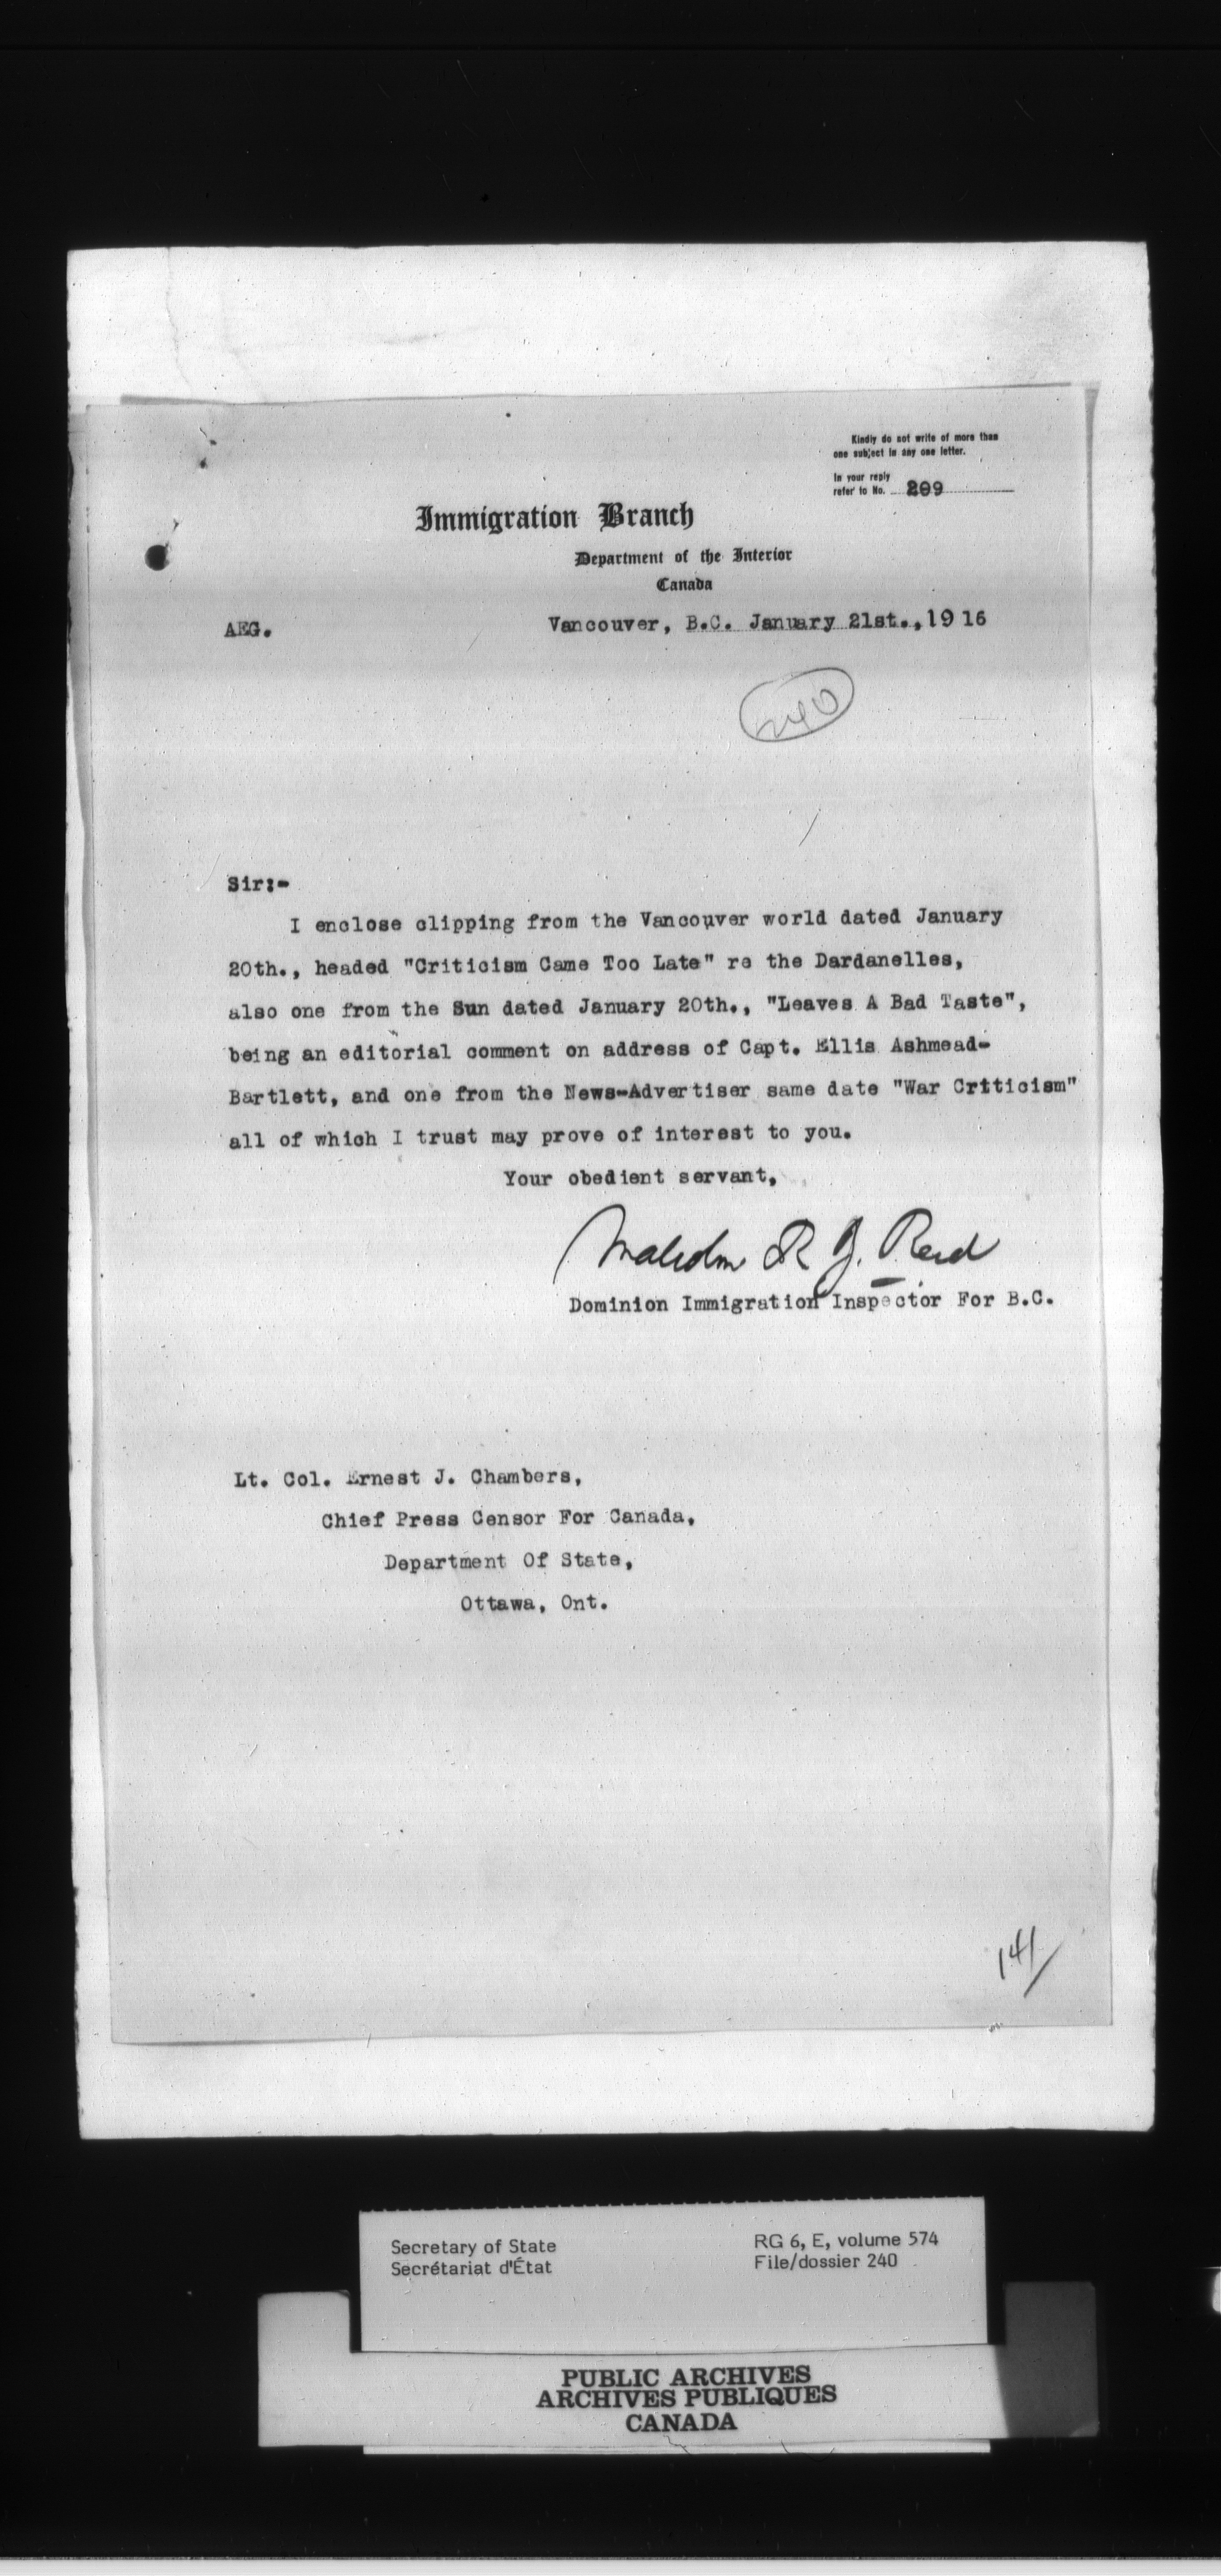 Kindly do not write of more than
one subject in any one letter.
In your reply
refer to No. 209
Immigration Branch
Department of the Interior
Canada
AEG.
Vancouver, B.C. January 21st., 1916
240
Sir:-
I enclose clipping from the Vancouver world dated January
20th., headed "Criticism Came Too Late" re the Dardanelles,
also one from the Sun dated January 20th., "Leaves A Bad Taste",
being an editorial comment on address of Capt. Ellis Ashmead-
Bartlett, and one from the News-Advertiser same date "War Criticism"
all of which I trust may prove of interest to you.
Your obedient servant,
Malcolm R J. Reid
Dominion Immigration Inspector For B.C.
Lt. Col. Ernest J. Chambers,
Chief Press Censor For Canada,
Department Of State,
Ottawa, Ont.
141
Secretary of State
Secrétariat d'État
RG 6, E, volume 574
File/dossier 240
PUBLIC ARCHIVES
ARCHIVES PUBLIQUES
CANADA